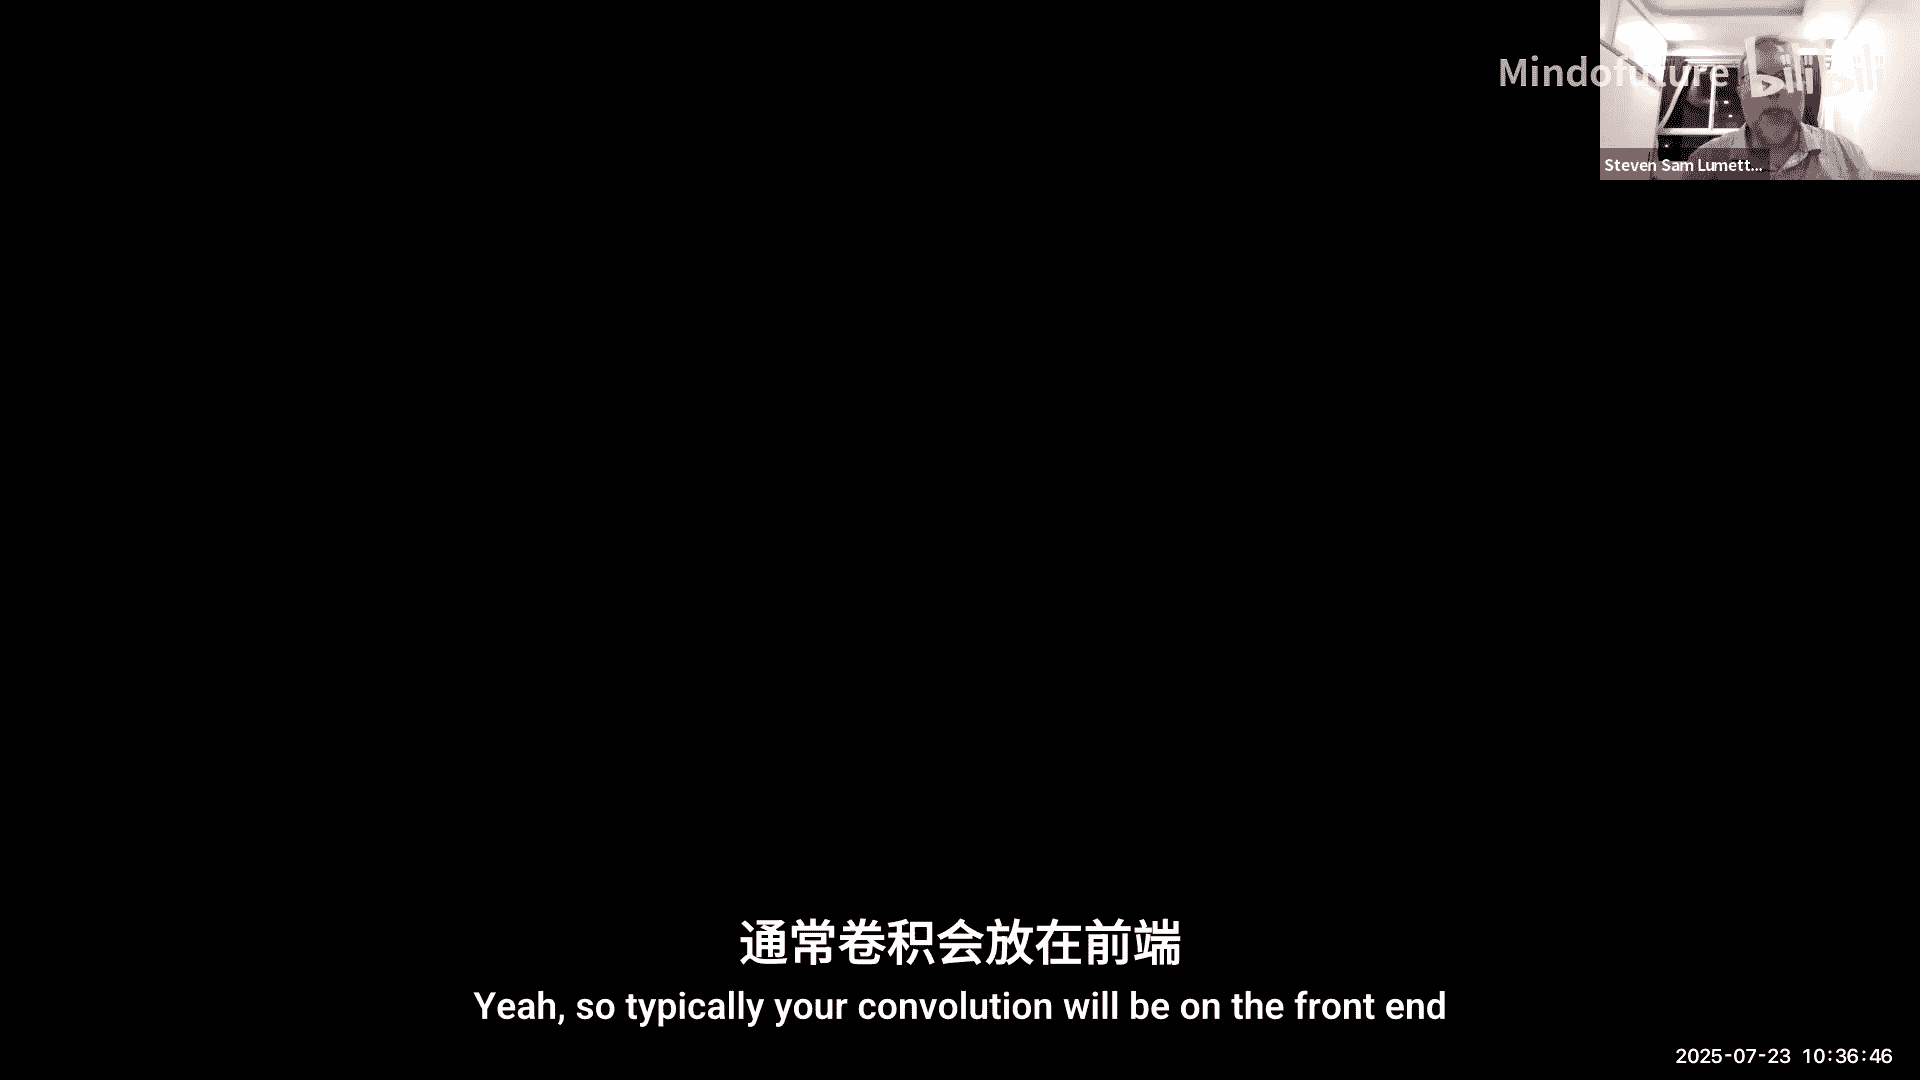 Mindofuture bilibili
Steven Sam Lumett...
通常卷积会放在前端
Yeah, so typically your convolution will be on the front end
2025-07-23 10:36:46